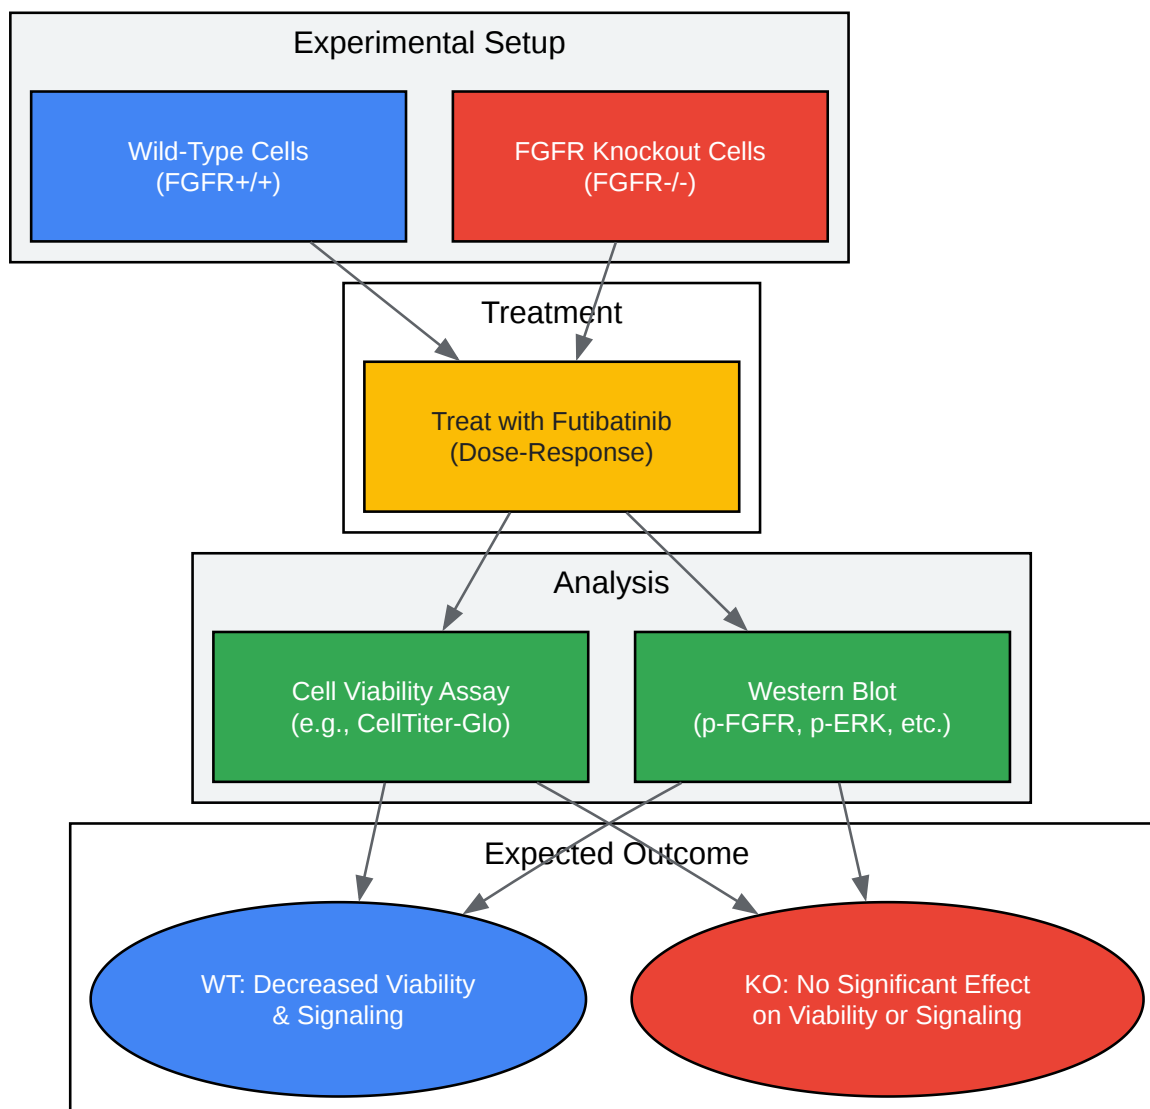 Experimental Setup
Wild-Type Cells
(FGFR+/+)
FGFR Knockout Cells
(FGFR-/-)
Treatment
Treat with Futibatinib
(Dose-Response)
Analysis
Cell Viability Assay
(e.g., CellTiter-Glo)
Western Blot
(p-FGFR, p-ERK, etc.)
Expected Outcome
WT: Decreased Viability
& Signaling
KO: No Significant Effect
on Viability or Signaling